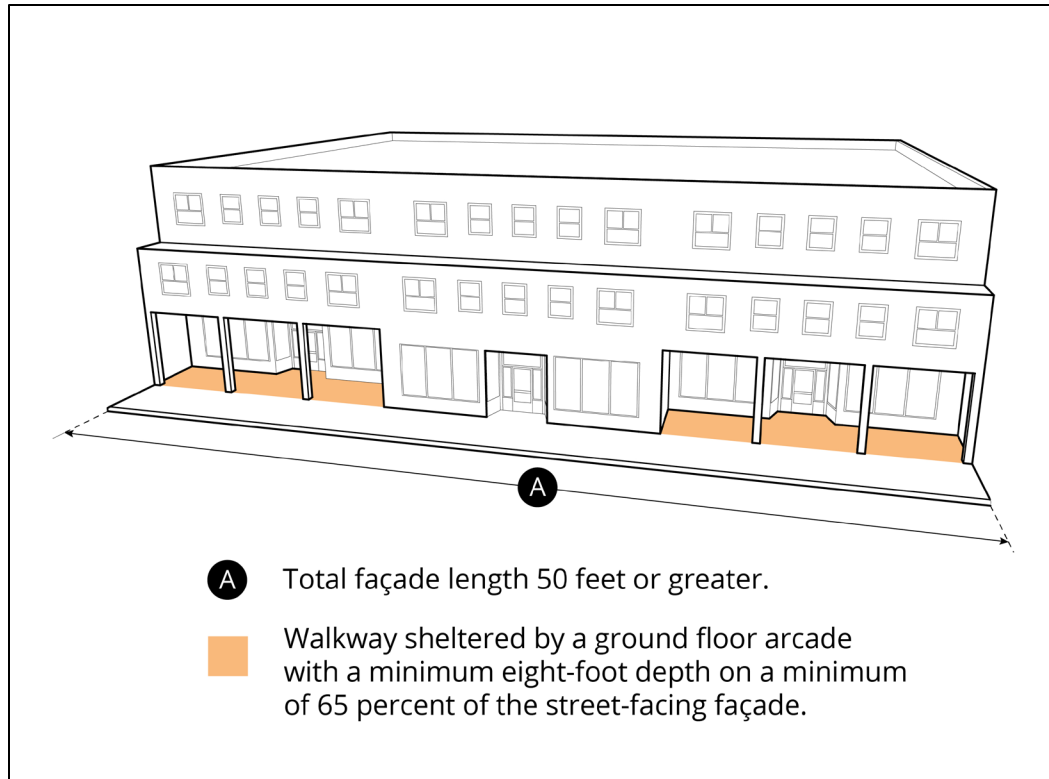 A
A Total façade length 50 feet or greater.
Walkway sheltered by a ground floor arcade
with a minimum eight-foot depth on a minimum
of 65 percent of the street-facing façade.